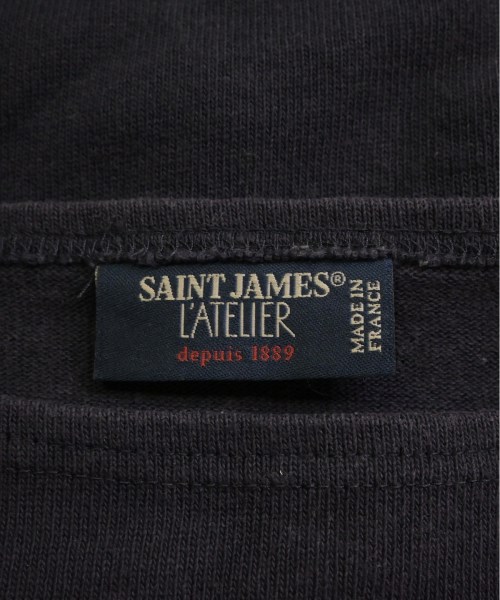 SAINT JAMES®
L'ATELIER
depuis 1889
MADE IN
FRANCE